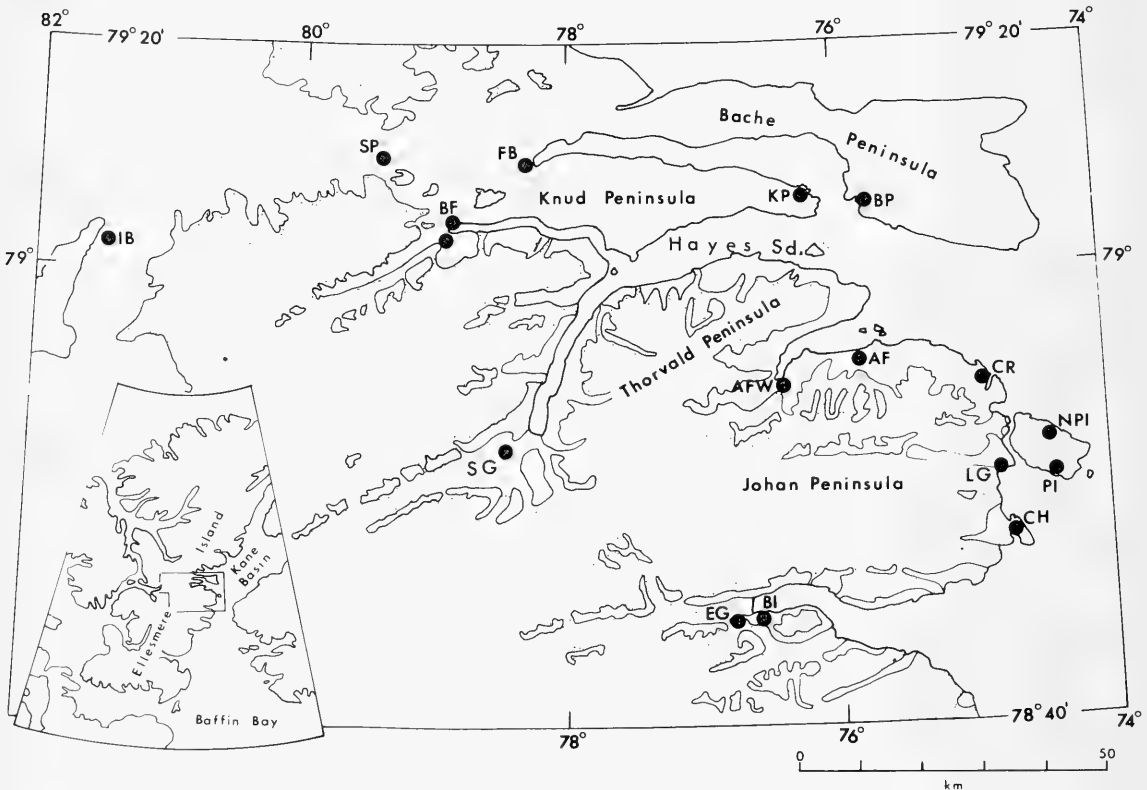 82°
79° 20'
80
78
76
79° 20'
74°
Bache
Peninsula
SP
FB
Knud Peninsula
KP
BP
BF
IB
Hayes Sd.
79°
79°
Thorvald Peninsula
AF
CR
AFW
NPI
SG
LG
PI
Johan Peninsula
CH
Island
Kane
Basin
Ellesmere
EG
BI
Baffin Bay
78°
76°
78° 40'
74°
0
50
km